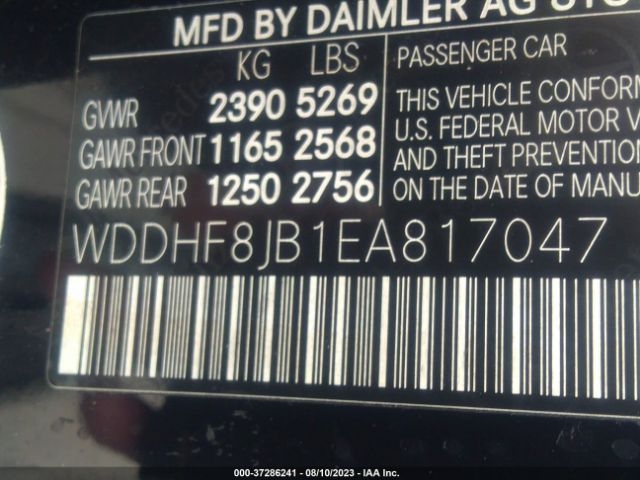 MFD BY DAIMLER AG
KG LBS
GVWR 2390 5269
GAWR FRONT 1165 2568
GAWR REAR 1250 2756
PASSENGER CAR
THIS VEHICLE CONFORM
U.S. FEDERAL MOTOR V
AND THEFT PREVENTION
ON THE DATE OF MANU
WDDHF8JB1EA817047
000-37286241 - 08/10/2023 - IAA Inc.